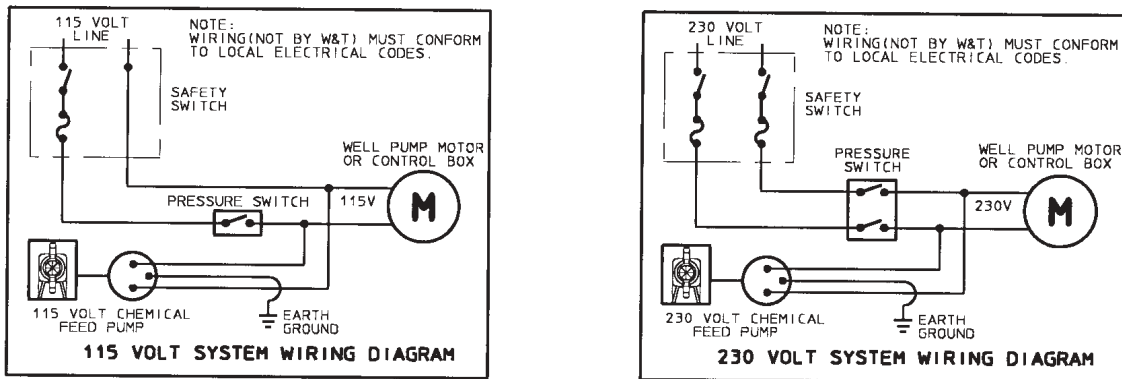 115 VOLT
LINE
NOTE:
WIRING(NOT BY W&T) MUST CONFORM
TO LOCAL ELECTRICAL CODES.
SAFETY
SWITCH
WELL PUMP MOTOR
OR CONTROL BOX
PRESSURE SWITCH
115V
M
115 VOLT CHEMICAL
FEED PUMP
EARTH
GROUND
115 VOLT SYSTEM WIRING DIAGRAM
230 VOLT
LINE
NOTE:
WIRING(NOT BY W&T) MUST CONFORM
TO LOCAL ELECTRICAL CODES.
SAFETY
SWITCH
PRESSURE
SWITCH
WELL PUMP MOTOR
OR CONTROL BOX
230V
M
230 VOLT CHEMICAL
FEED PUMP
EARTH
GROUND
230 VOLT SYSTEM WIRING DIAGRAM